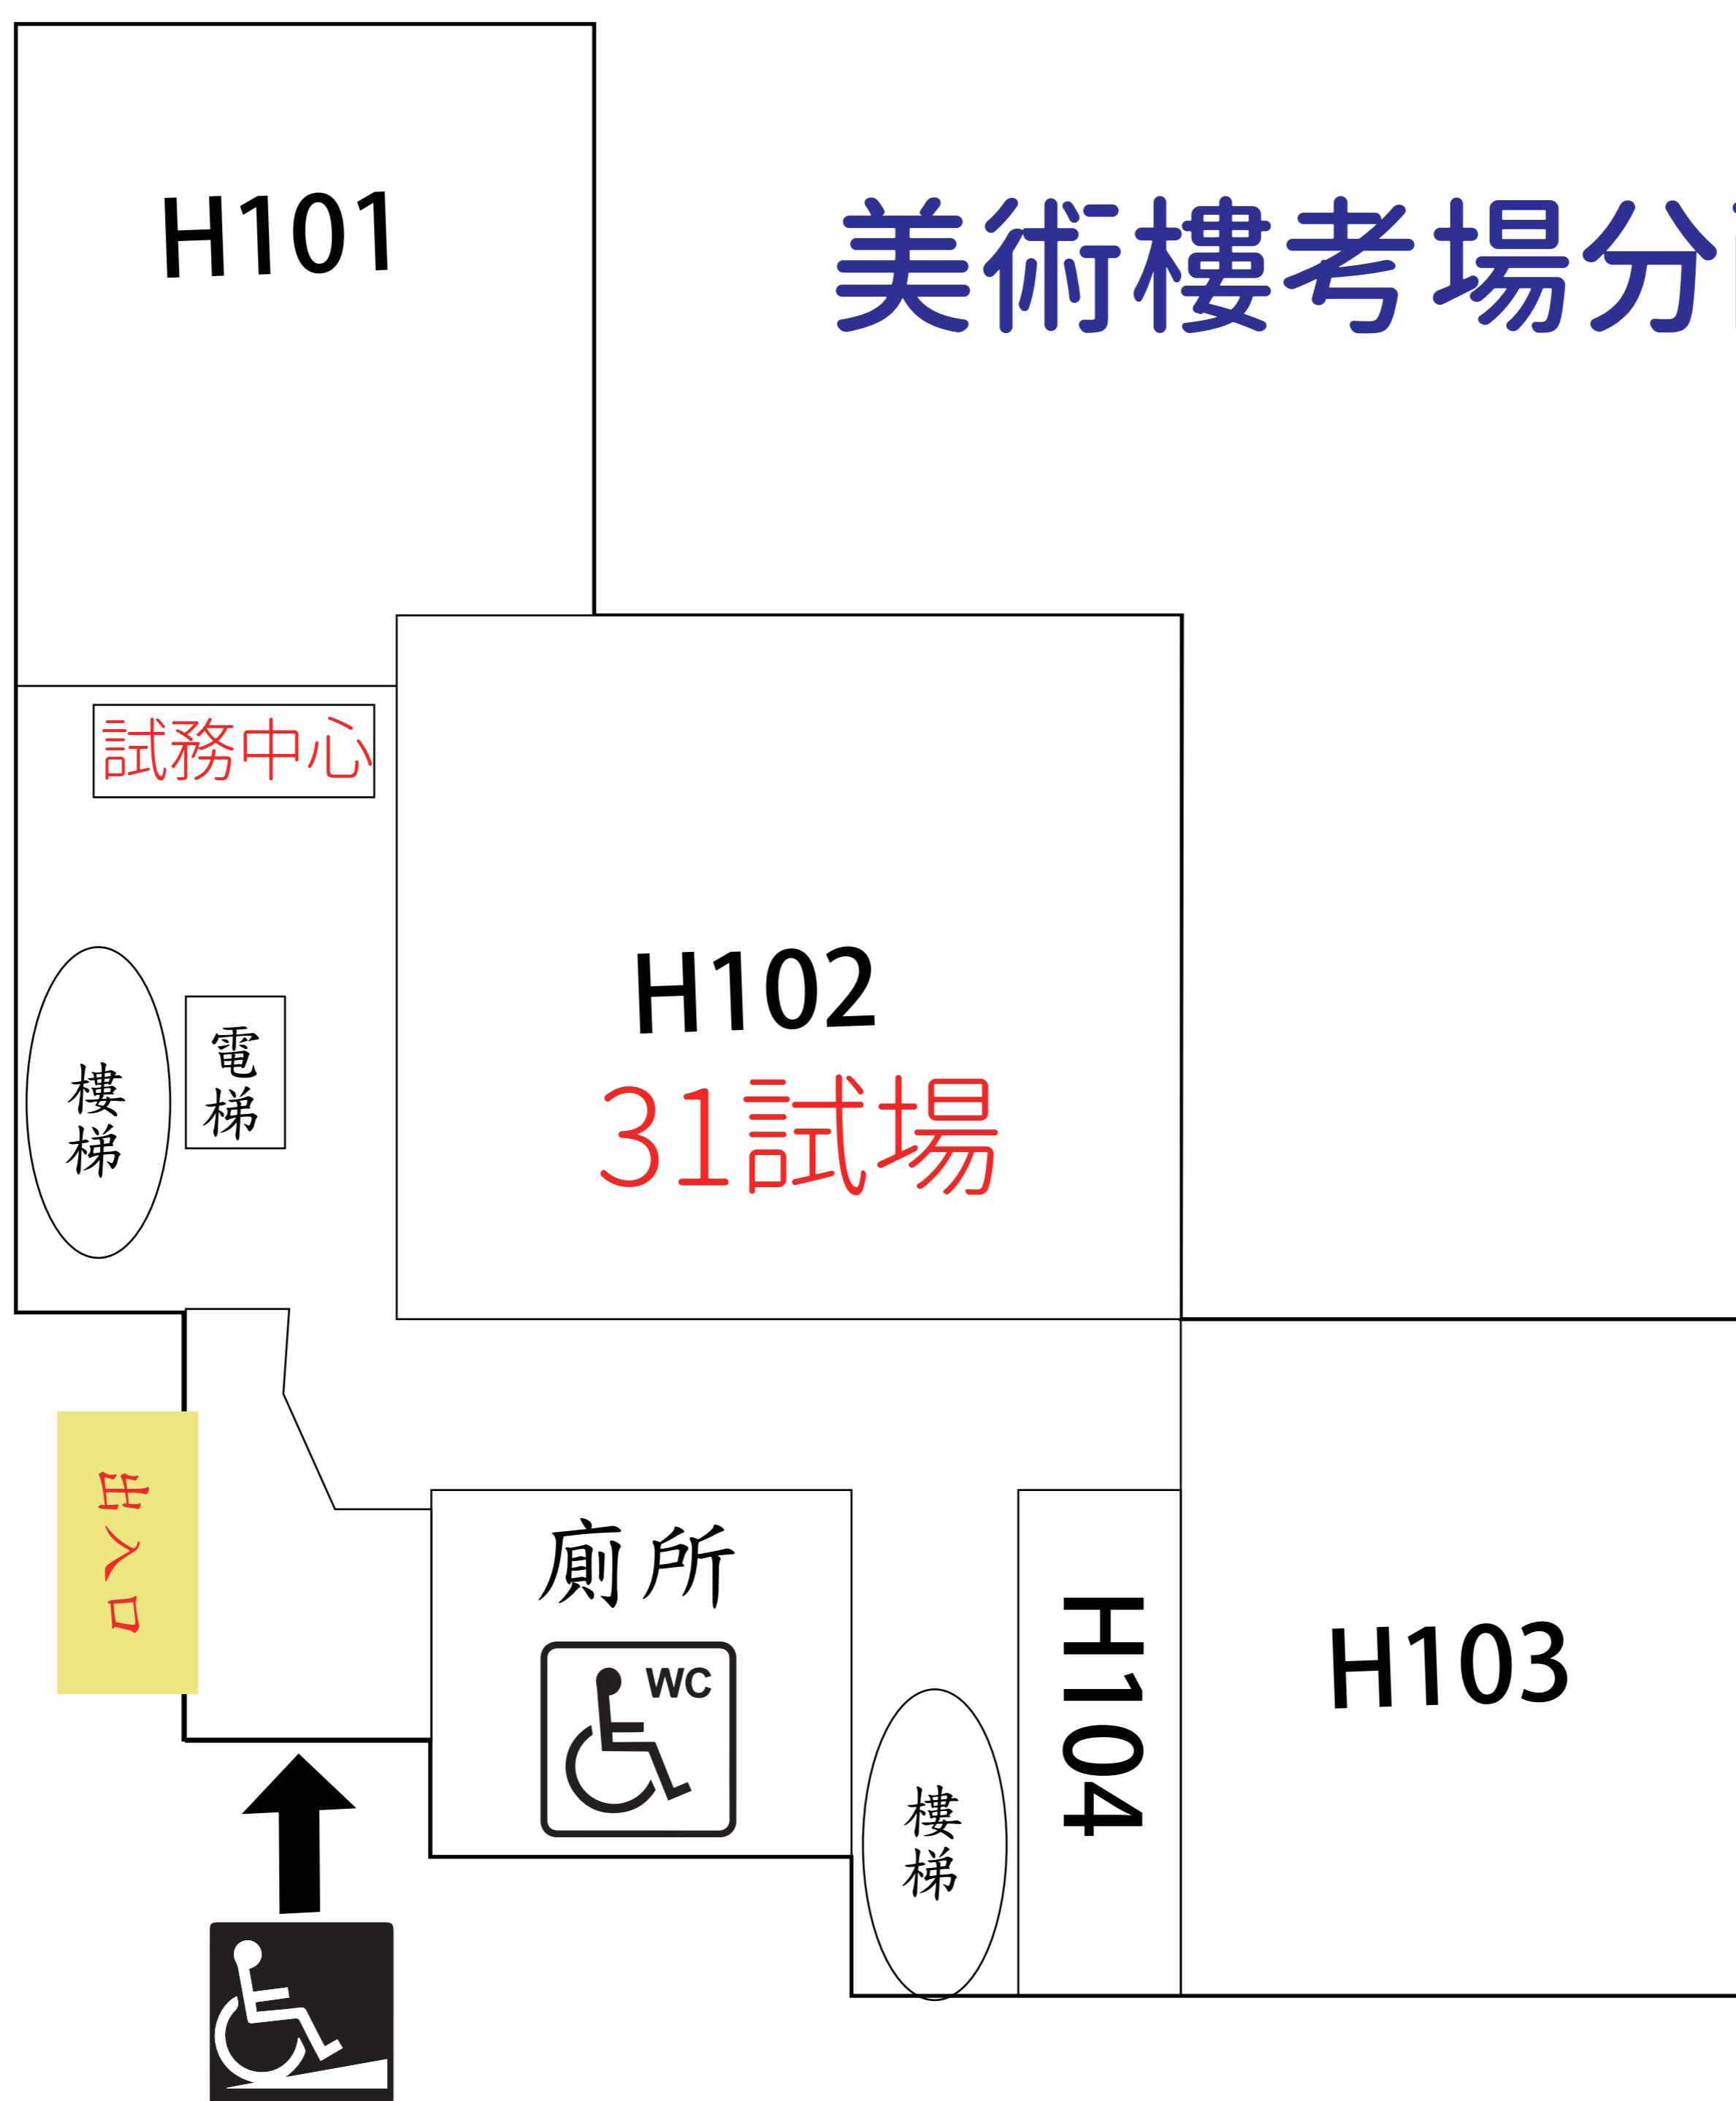 H101
美術樓考場分
試務中心
H102
31試場
電梯
樓梯
出入口
廁所
WC
H104
H103
樓梯